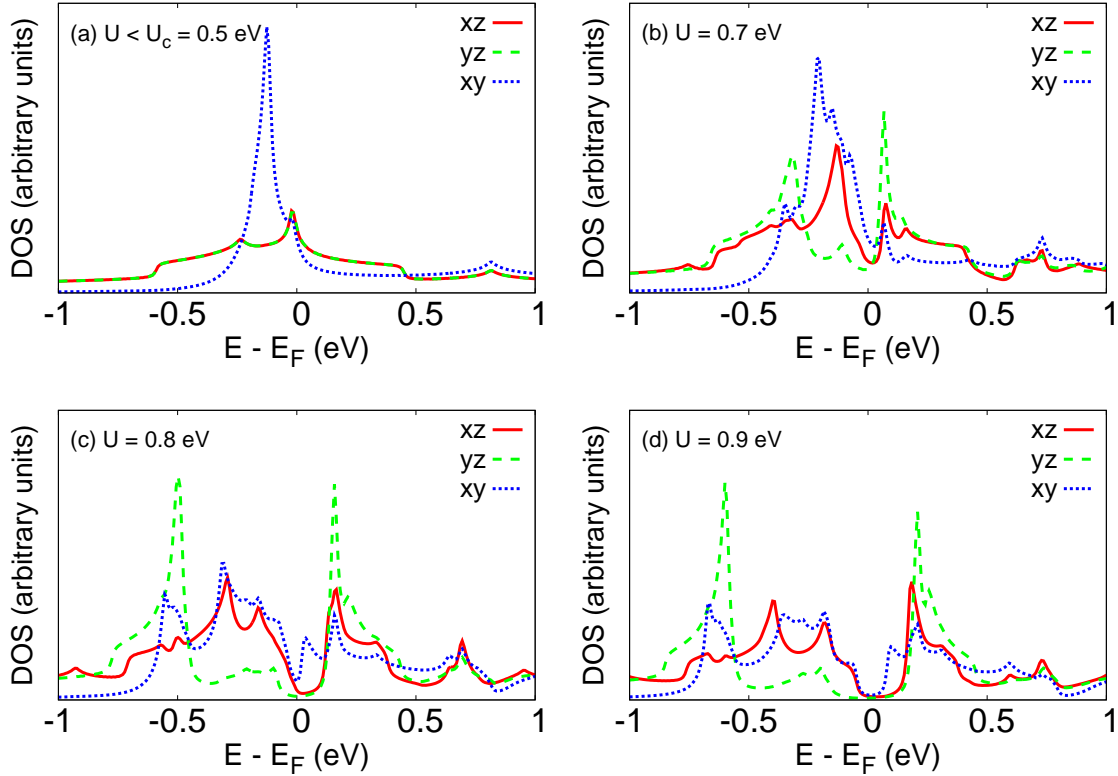 (a) U < U_c = 0.5 eV
xz
yz
xy
DOS (arbitrary units)
-1 -0.5 0 0.5 1
E - E_F (eV)
(b) U = 0.7 eV
xz
yz
xy
DOS (arbitrary units)
-1 -0.5 0 0.5 1
E - E_F (eV)
(c) U = 0.8 eV
xz
yz
xy
DOS (arbitrary units)
-1 -0.5 0 0.5 1
E - E_F (eV)
(d) U = 0.9 eV
xz
yz
xy
DOS (arbitrary units)
-1 -0.5 0 0.5 1
E - E_F (eV)